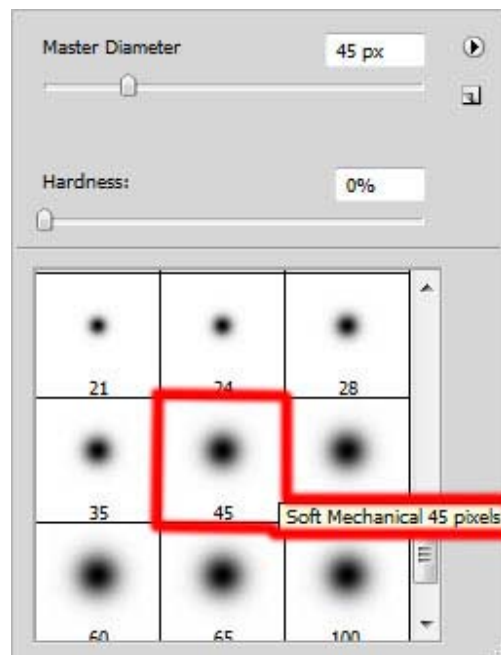 Master Diameter 45 px
Hardness: 0%
21 24 28
35 45
Soft Mechanical 45 pixels
60 65 100